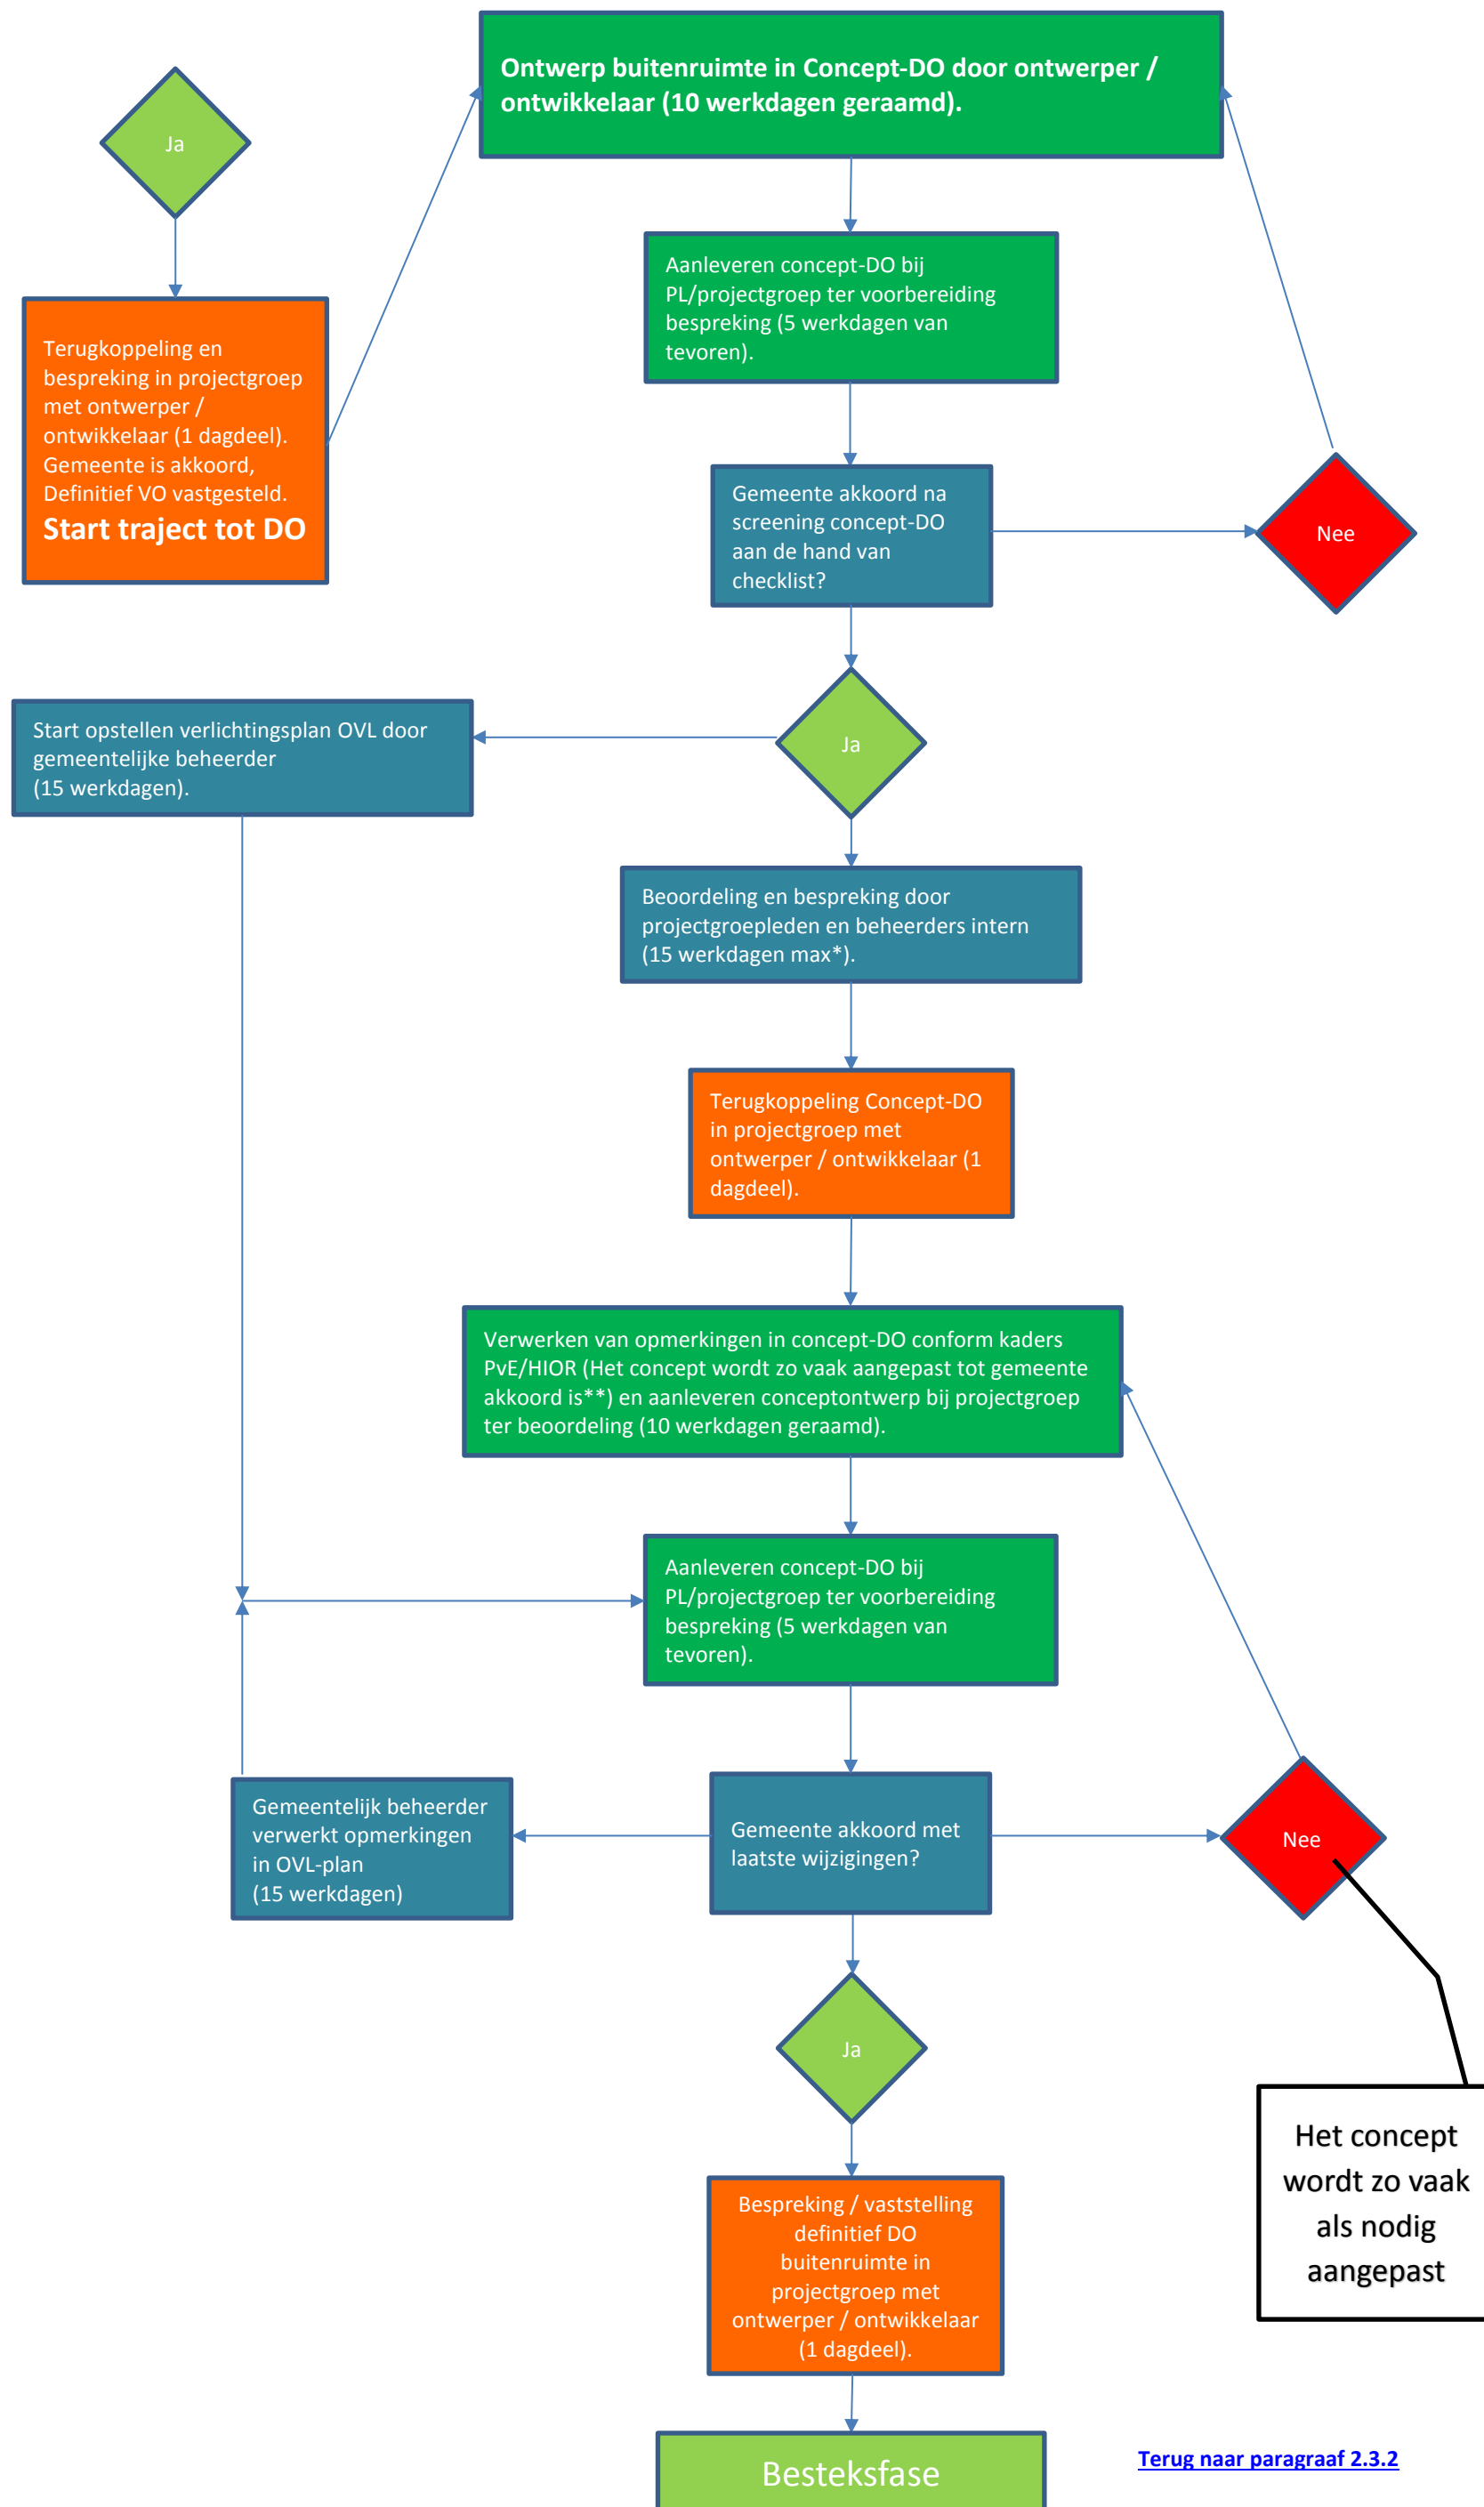 Ontwerp buitenruimte in Concept-DO door ontwerper /
ontwikkelaar (10 werkdagen geraamd).
Ja
Aanleveren concept-DO bij
PL/projectgroep ter voorbereiding
bespreking (5 werkdagen van
tevoren).
Terugkoppeling en
bespreking in projectgroep
met ontwerper /
ontwikkelaar (1 dagdeel).
Gemeente is akkoord,
Definitief VO vastgesteld.
Start traject tot DO
Gemeente akkoord na
screening concept-DO
aan de hand van
checklist?
Nee
Start opstellen verlichtingsplan OVL door
gemeentelijke beheerder
(15 werkdagen).
Ja
Beoordeling en bespreking door
projectgroepleden en beheerders intern
(15 werkdagen max*).
Terugkoppeling Concept-DO
in projectgroep met
ontwerper / ontwikkelaar (1
dagdeel).
Verwerken van opmerkingen in concept-DO conform kaders
PvE/HIOR (Het concept wordt zo vaak aangepast tot gemeente
akkoord is**) en aanleveren conceptontwerp bij projectgroep
ter beoordeling (10 werkdagen geraamd).
Aanleveren concept-DO bij
PL/projectgroep ter voorbereiding
bespreking (5 werkdagen van
tevoren).
Gemeentelijk beheerder
verwerkt opmerkingen
in OVL-plan
(15 werkdagen)
Gemeente akkoord met
laatste wijzigingen?
Nee
Ja
Het concept
wordt zo vaak
als nodig
aangepast
Bespreking / vaststelling
definitief DO
buitenruimte in
projectgroep met
ontwerper / ontwikkelaar
(1 dagdeel).
Besteksfase
Terug naar paragraaf 2.3.2